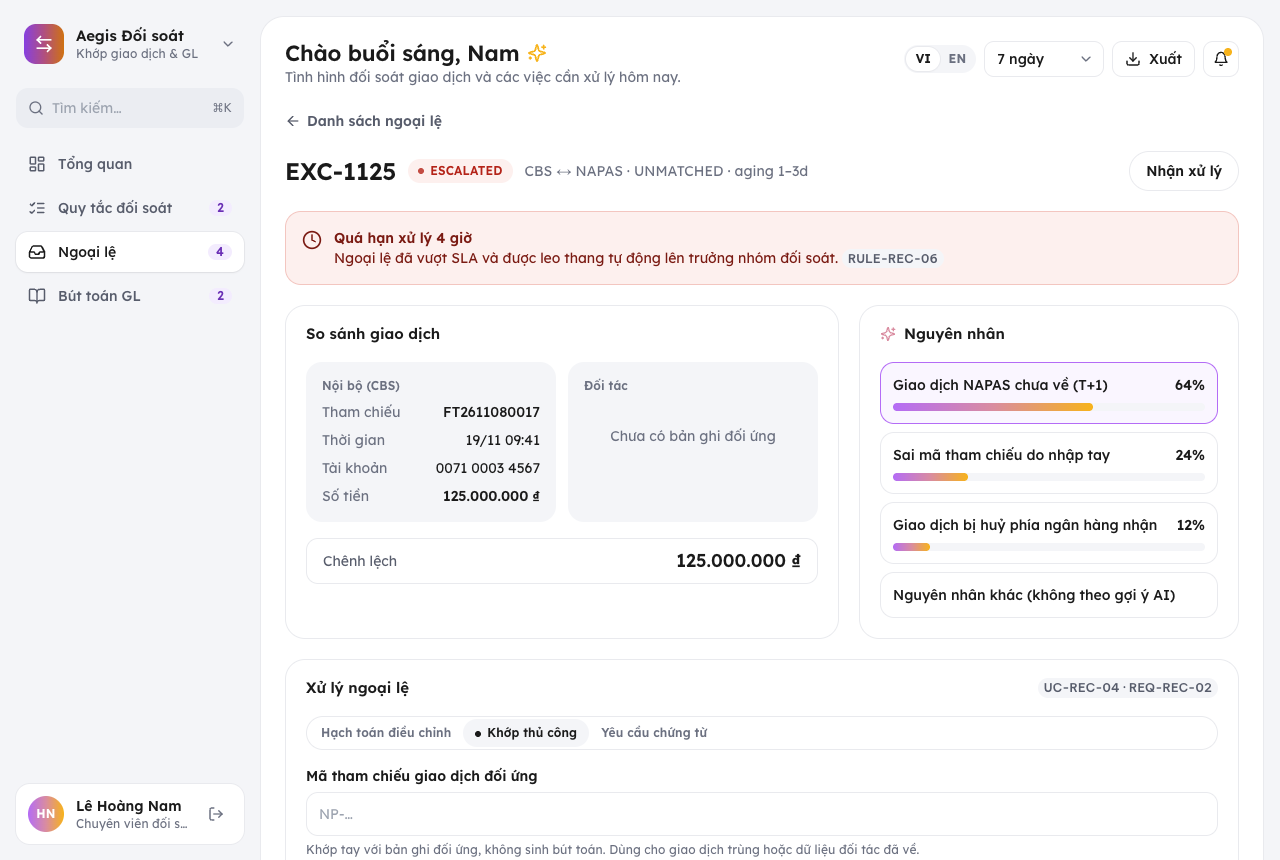 Aegis Đối soát
Khớp giao dịch & GL
Tìm kiếm...
⌘K
Tổng quan
Quy tắc đối soát
2
Ngoại lệ
4
Bút toán GL
2
Lê Hoàng Nam
Chuyên viên đối s...
HN
Chào buổi sáng, Nam
Tình hình đối soát giao dịch và các việc cần xử lý hôm nay.
VI
EN
7 ngày
Xuất
Danh sách ngoại lệ
EXC-1125
ESCALATED
CBS ↔ NAPAS · UNMATCHED · aging 1–3d
Nhận xử lý
Quá hạn xử lý 4 giờ
Ngoại lệ đã vượt SLA và được leo thang tự động lên trưởng nhóm đối soát. RULE-REC-06
So sánh giao dịch
Nội bộ (CBS)
Tham chiếu FT2611080017
Thời gian 19/11 09:41
Tài khoản 0071 0003 4567
Số tiền 125.000.000 ₫
Đối tác
Chưa có bản ghi đối ứng
Chênh lệch 125.000.000 ₫
Nguyên nhân
Giao dịch NAPAS chưa về (T+1) 64%
Sai mã tham chiếu do nhập tay 24%
Giao dịch bị huỷ phía ngân hàng nhận 12%
Nguyên nhân khác (không theo gợi ý AI)
Xử lý ngoại lệ
UC-REC-04 · REQ-REC-02
Hạch toán điều chỉnh
Khớp thủ công
Yêu cầu chứng từ
Mã tham chiếu giao dịch đối ứng
NP-...
Khớp tay với bản ghi đối ứng, không sinh bút toán. Dùng cho giao dịch trùng hoặc dữ liệu đối tác đã về.